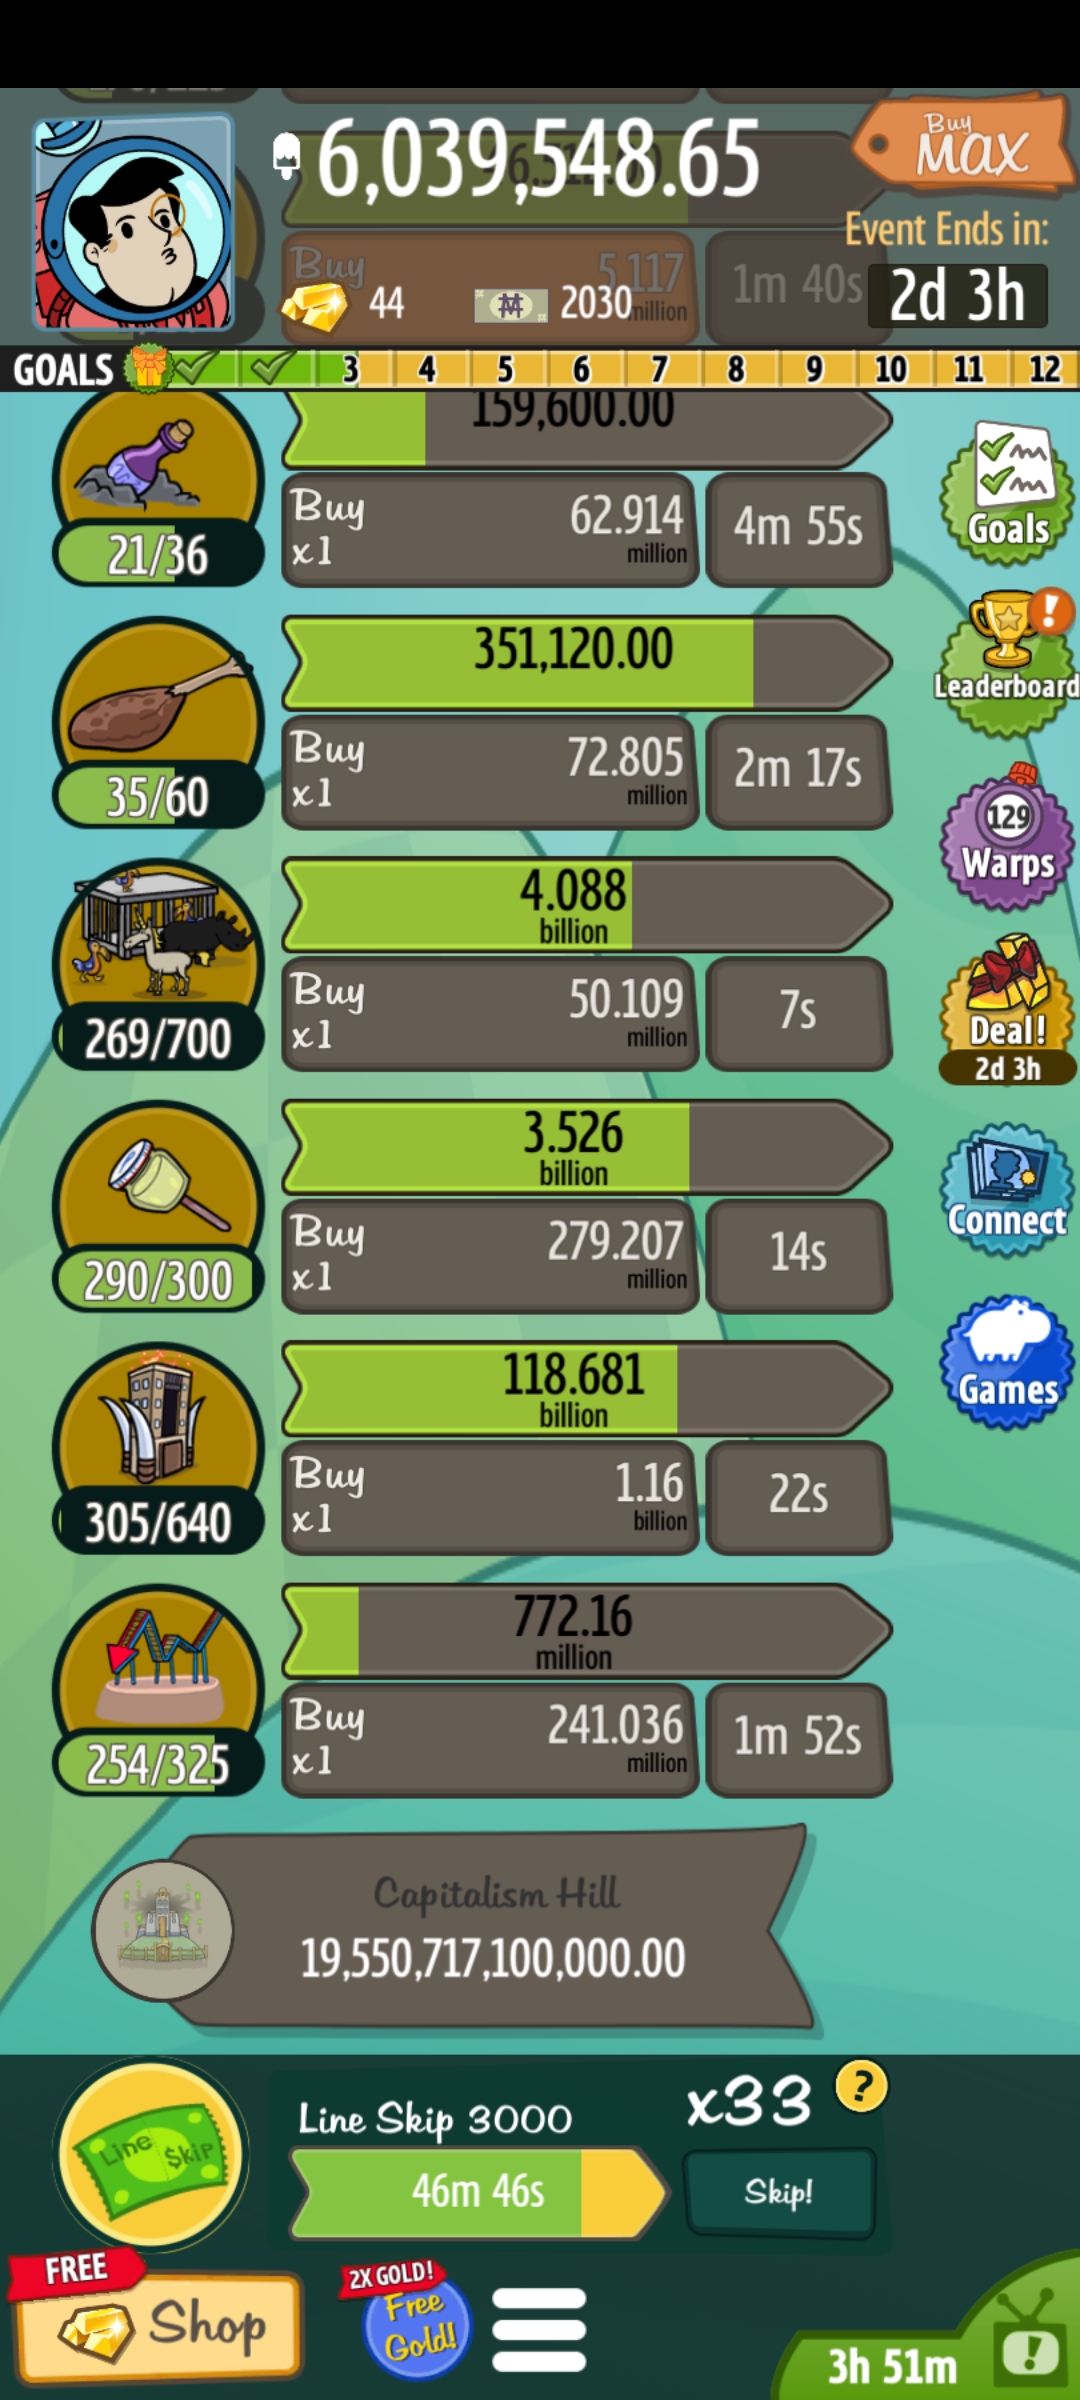 6,039,548.65
Buy
MAX
Event Ends in:
2d 3h
Buy
5.117
million
1m 40s
44
2030
GOALS 3 4 5 6 7 8 9 10 11 12
159,600.00
Buy
x1
62.914
million
4m 55s
21/36
Goals
351,120.00
Buy
x1
72.805
million
2m 17s
35/60
Leaderboard
4.088
billion
Buy
x1
50.109
million
7s
269/700
129
Warps
Deal!
2d 3h
3.526
billion
Buy
x1
279.207
million
14s
290/300
Connect
118.681
billion
Buy
x1
1.16
billion
22s
305/640
Games
772.16
million
Buy
x1
241.036
million
1m 52s
254/325
Capitalism Hill
19,550,717,100,000.00
Line $kip
Line Skip 3000
x33
?
46m 46s
Skip!
FREE
Shop
2X GOLD!
Free
Gold!
3h 51m